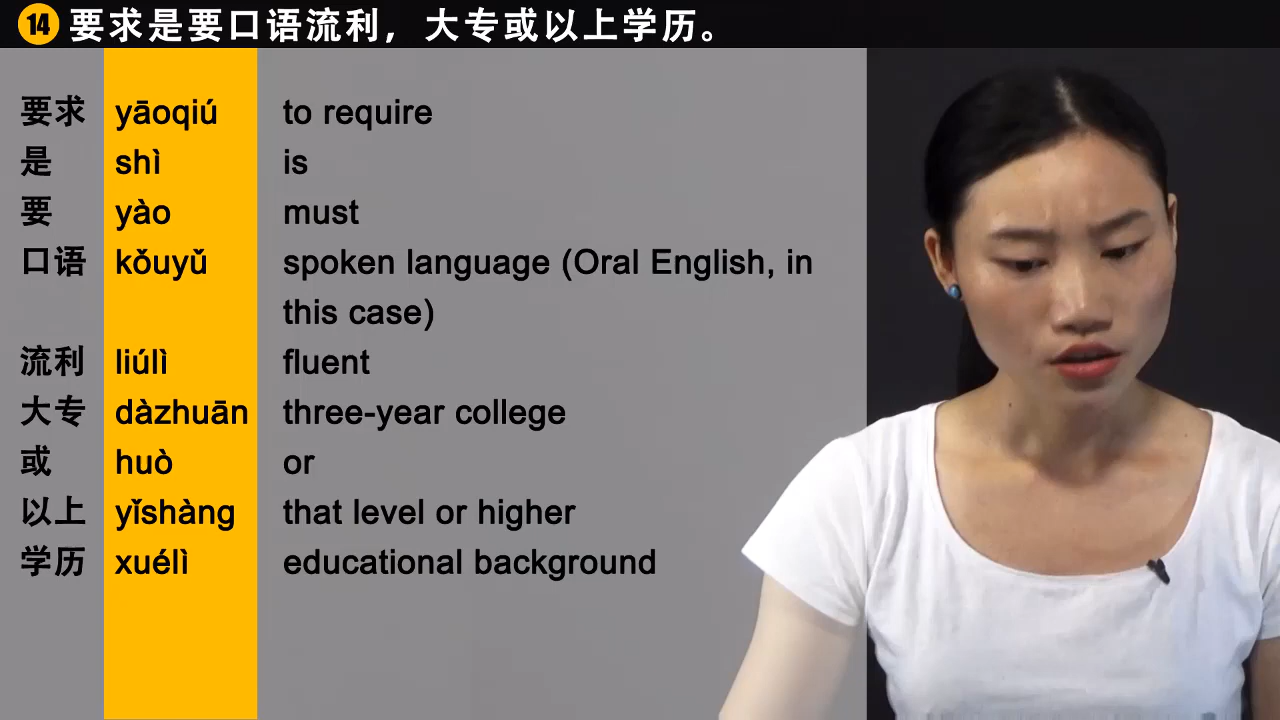 14 要求是要口语流利，大专或以上学历。
要求 yāoqiú to require
是 shì is
要 yào must
口语 kǒuyǔ spoken language (Oral English, in
this case)
流利 liúlì fluent
大专 dàzhuān three-year college
或 huò or
以上 yǐshàng that level or higher
学历 xuélì educational background